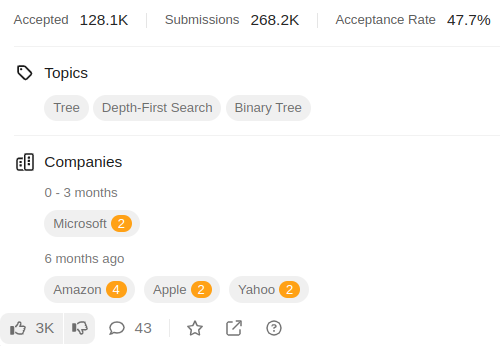 Accepted 128.1K Submissions 268.2K Acceptance Rate 47.7%
Topics
Tree Depth-First Search Binary Tree
Companies
0 - 3 months
Microsoft 2
6 months ago
Amazon 4 Apple 2 Yahoo 2
3K 43